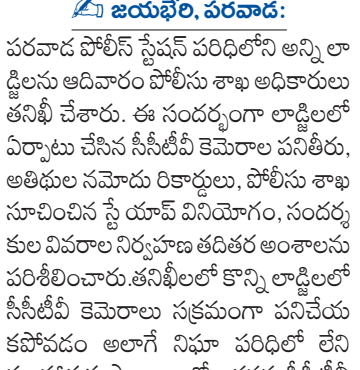 జయభేరి, పరవాడ:
పరవాడ పోలీస్ స్టేషన్ పరిధిలోని అన్ని లా
డ్జిలను ఆదివారం పోలీసు శాఖ అధికారులు
తనిఖీ చేశారు. ఈ సందర్భంగా లాడ్జిలలో
ఏర్పాటు చేసిన సీసీటీవీ కెమెరాల పనితీరు,
అతిథుల నమోదు రికార్డులు, పోలీసు శాఖ
సూచించిన స్టే యాప్ వినియోగం, సందర్శ
కుల వివరాల నిర్వహణ తదితర అంశాలను
పరిశీలించారు.తనిఖీలలో కొన్ని లాడ్జిలలో
సీసీటీవీ కెమెరాలు సక్రమంగా పనిచేయ
కపోవడం అలాగే నిఘా పరిధిలో లేని